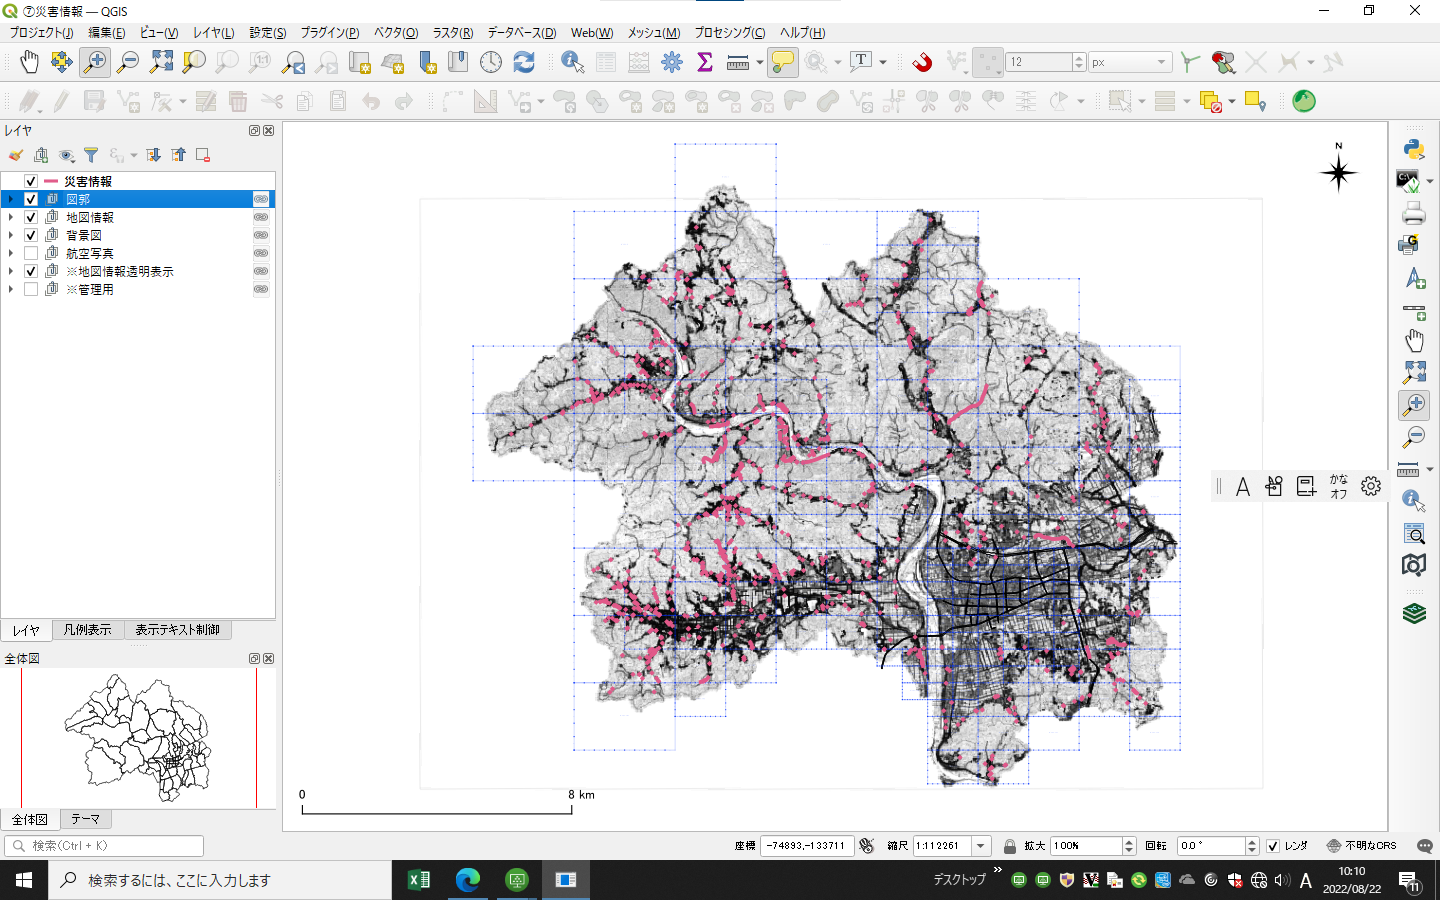 ⑦災害情報 — QGIS
プロジェクト(J) 編集(E) ビュー(V) レイヤ(L) 設定(S) プラグイン(P) ベクタ(O) ラスタ(R) データベース(D) Web(W) メッシュ(M) プロセシング(C) ヘルプ(H)
12 px
レイヤ
災害情報
図郭
地図情報
背景図
航空写真
※地図情報透明表示
※管理用
レイヤ 凡例表示 表示テキスト制御
全体図
全体図 テーマ
N
0 8 km
A かな
オフ
検索(Ctrl + K) 座標 -74893,-133711 縮尺 1:112261 拡大 100% 回転 0.0 ° レンダ 不明なCRS
検索するには、ここに入力します
デスクトップ A
10:10
2022/08/22
11